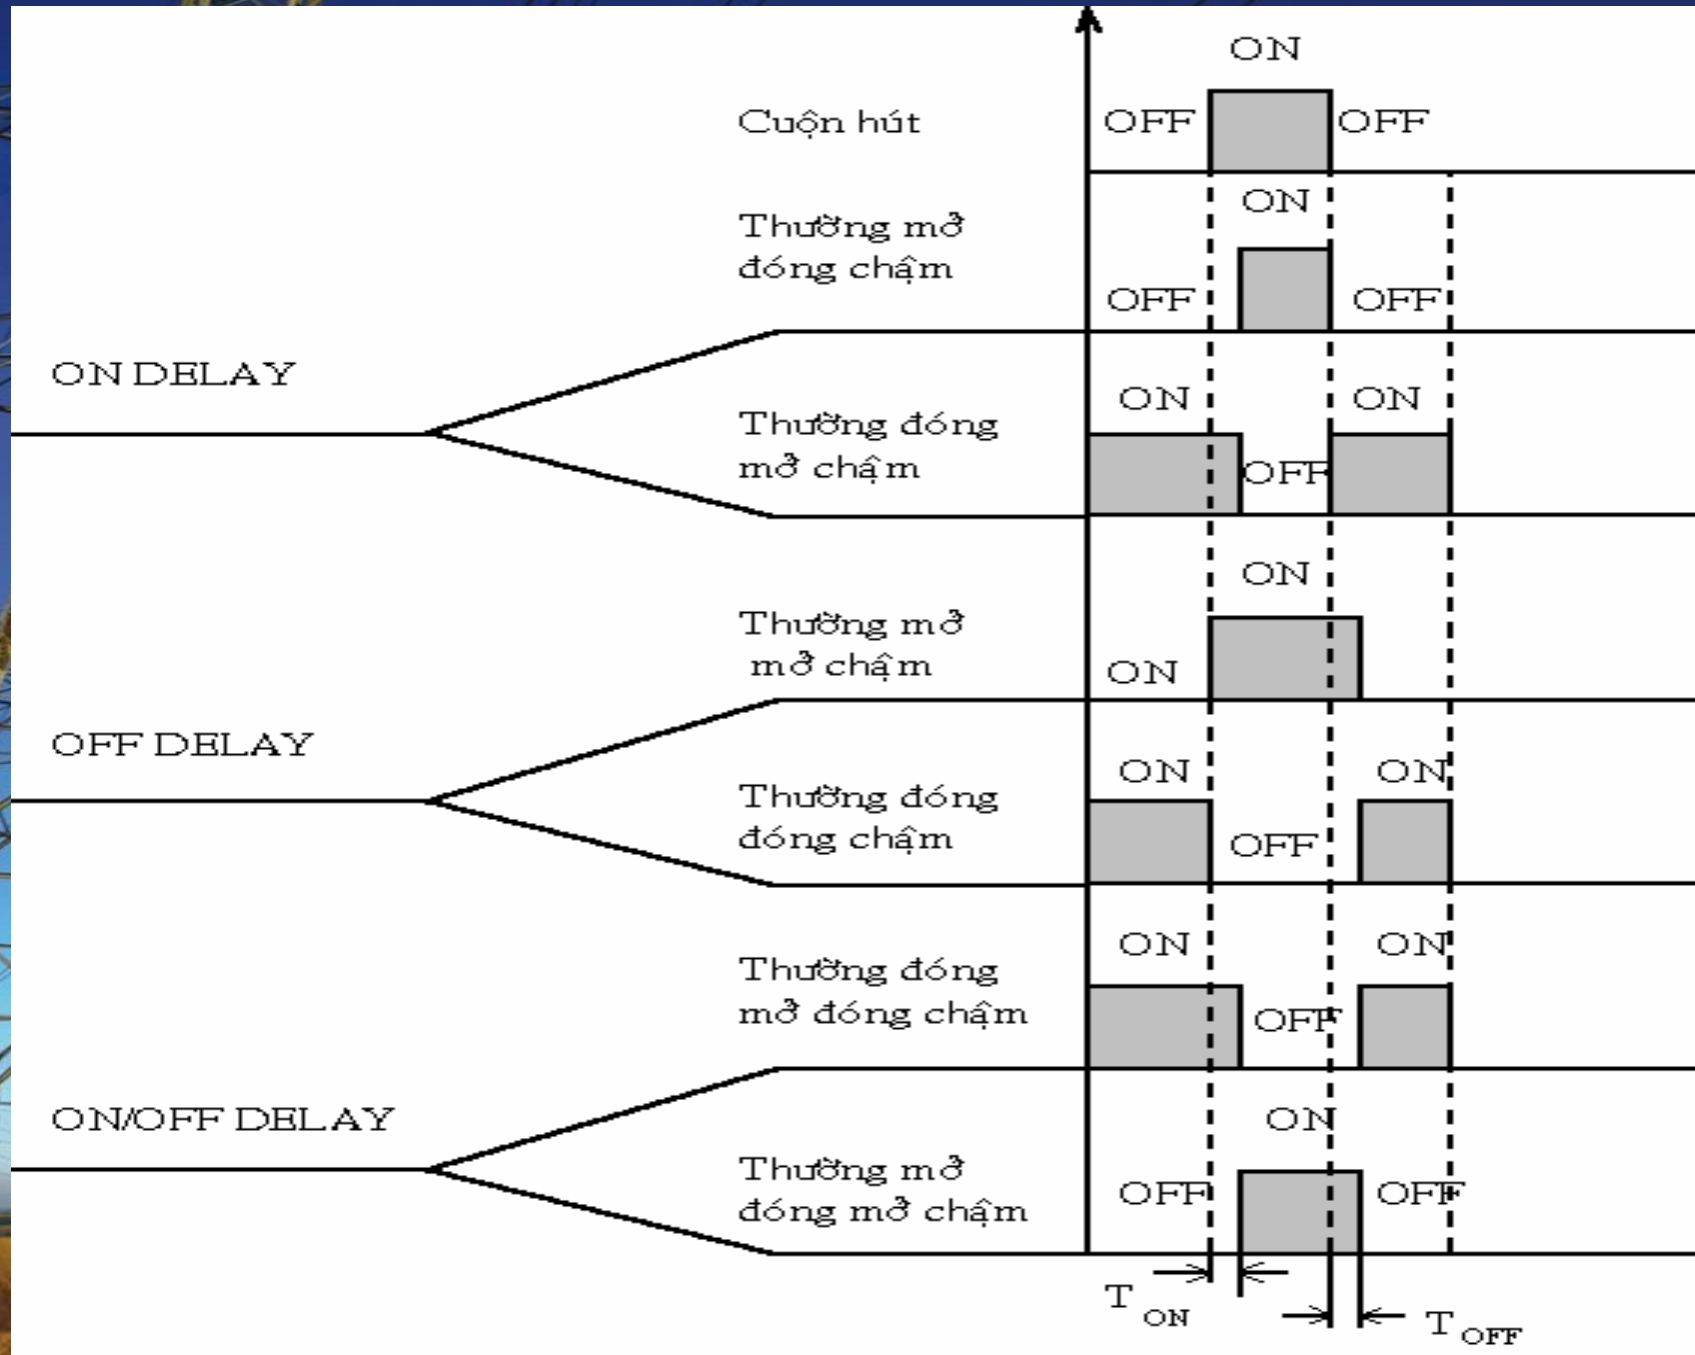 ON
Cuộn hút
OFF
OFF
ON
Thường mở
đóng chậm
OFF
OFF
ON DELAY
ON
ON
Thường đóng
mở chậm
OFF
ON
Thường mở
mở chậm
ON
OFF DELAY
ON
ON
Thường đóng
đóng chậm
OFF
ON
ON
Thường đóng
mở đóng chậm
OFF
ON/OFF DELAY
ON
Thường mở
đóng mở chậm
OFF
OFF
T ON
T OFF